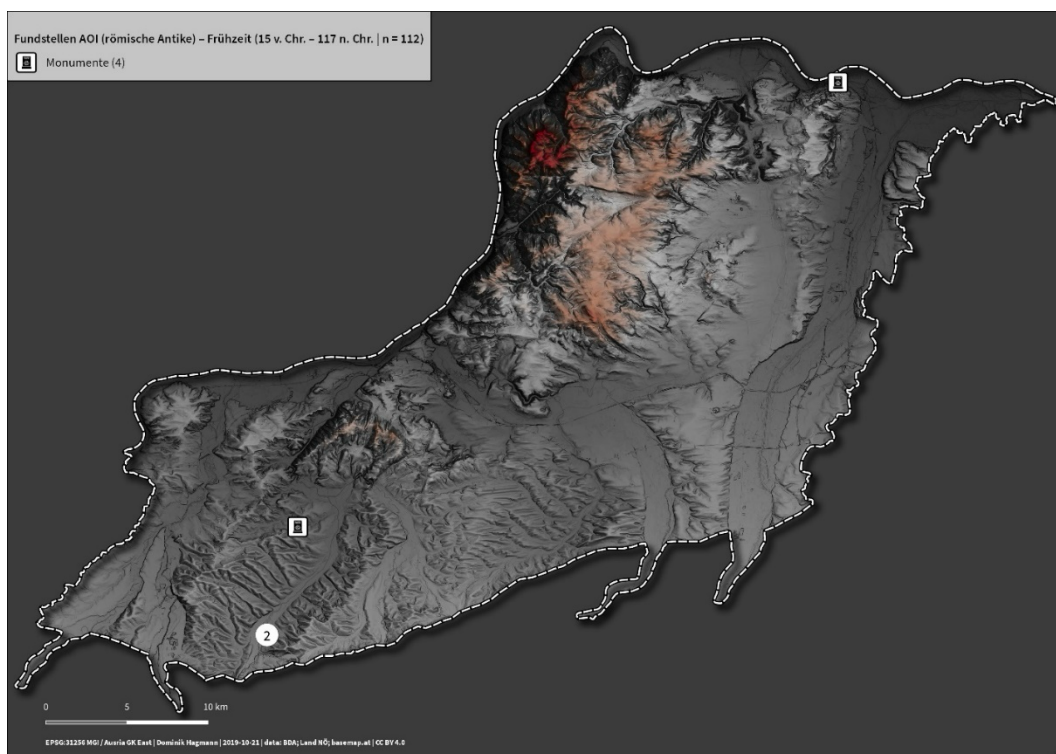 Fundstellen AOI (römische Antike) – Frühzeit (15 v. Chr. – 117 n. Chr. | n = 112)
Monumente (4)
2
0 5 10 km
EPSG:31256 MGI / Ausria GK East | Dominik Hagmann | 2019-10-21 | data: BDA; Land NÖ; basemap.at | CC BY 4.0